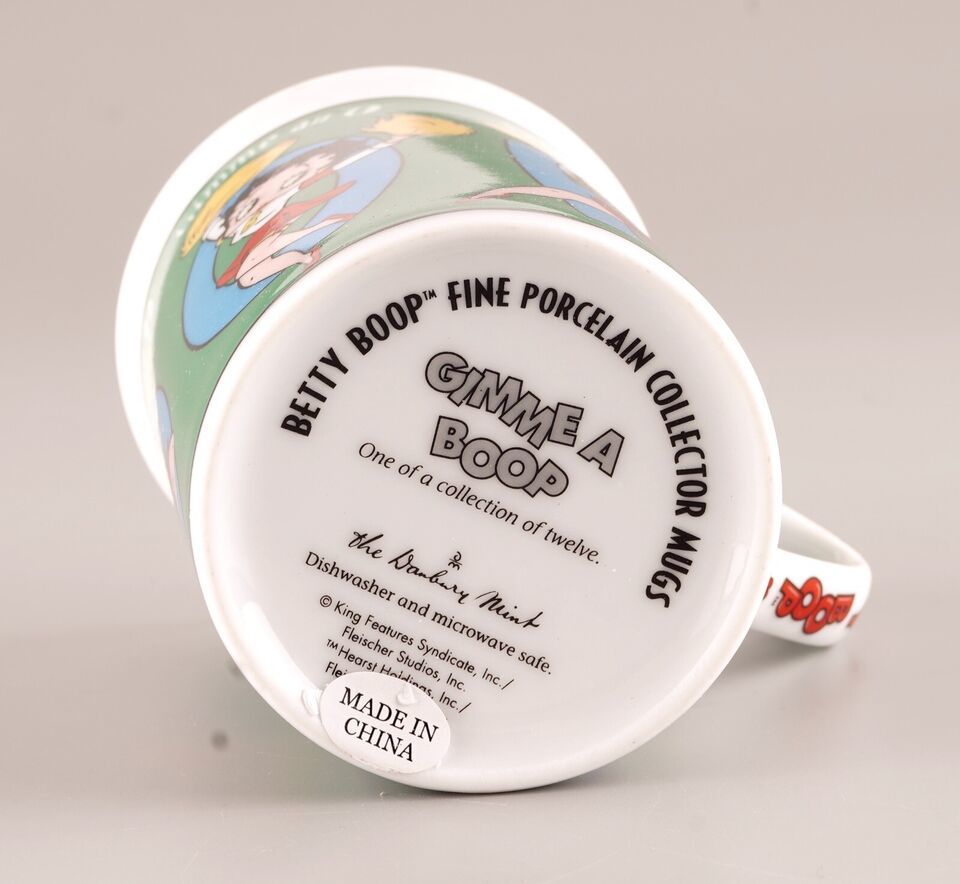 BETTY BOOP™ FINE PORCELAIN COLLECTOR MUGS
GIMME A
BOOP
One of a collection of twelve.
the Danbury Mint
Dishwasher and microwave safe.
© King Features Syndicate, Inc./
Fleischer Studios, Inc.
™Hearst Holdings, Inc./
MADE IN
CHINA
BOOP